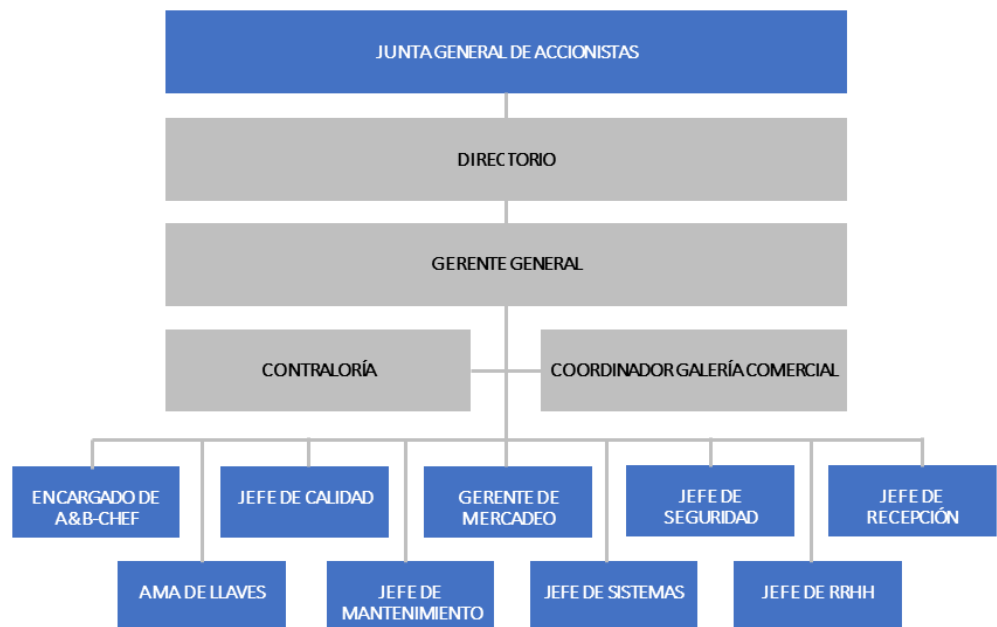 JUNTA GENERAL DE ACCIONISTAS
DIRECTORIO
GERENTE GENERAL
CONTRALORÍA
COORDINADOR GALERÍA COMERCIAL
ENCARGADO DE
A&B-CHEF
JEFE DE CALIDAD
GERENTE DE
MERCADEO
JEFE DE
SEGURIDAD
JEFE DE
RECEPCIÓN
AMA DE LLAVES
JEFE DE
MANTENIMIENTO
JEFE DE SISTEMAS
JEFE DE RRHH